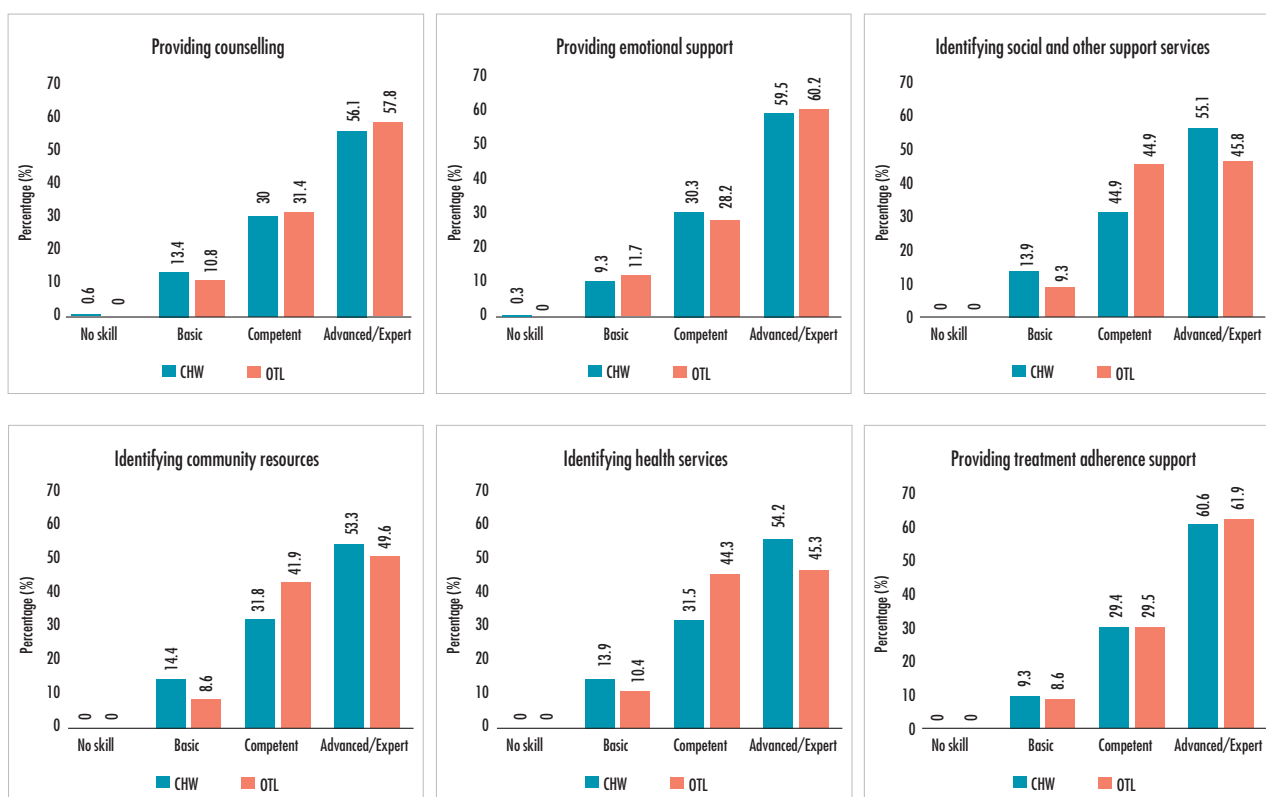 Providing counselling
Percentage (%)
70
60
50
40
30
20
10
0
0.6
0
13.4
10.8
30
31.4
56.1
57.8
No skill
Basic
Competent
Advanced/Expert
CHW
OTL
Providing emotional support
Percentage (%)
70
60
50
40
30
20
10
0
0.3
0
9.3
11.7
30.3
28.2
59.5
60.2
No skill
Basic
Competent
Advanced/Expert
CHW
OTL
Identifying social and other support services
Percentage (%)
70
60
50
40
30
20
10
0
0
0
13.9
9.3
44.9
44.9
55.1
45.8
No skill
Basic
Competent
Advanced/Expert
CHW
OTL
Identifying community resources
Percentage (%)
70
60
50
40
30
20
10
0
0
0
14.4
8.6
31.8
41.9
53.3
49.6
No skill
Basic
Competent
Advanced/Expert
CHW
OTL
Identifying health services
Percentage (%)
70
60
50
40
30
20
10
0
0
0
13.9
10.4
31.5
44.3
54.2
45.3
No skill
Basic
Competent
Advanced/Expert
CHW
OTL
Providing treatment adherence support
Percentage (%)
70
60
50
40
30
20
10
0
0
0
9.3
8.6
29.4
29.5
60.6
61.9
No skill
Basic
Competent
Advanced/Expert
CHW
OTL